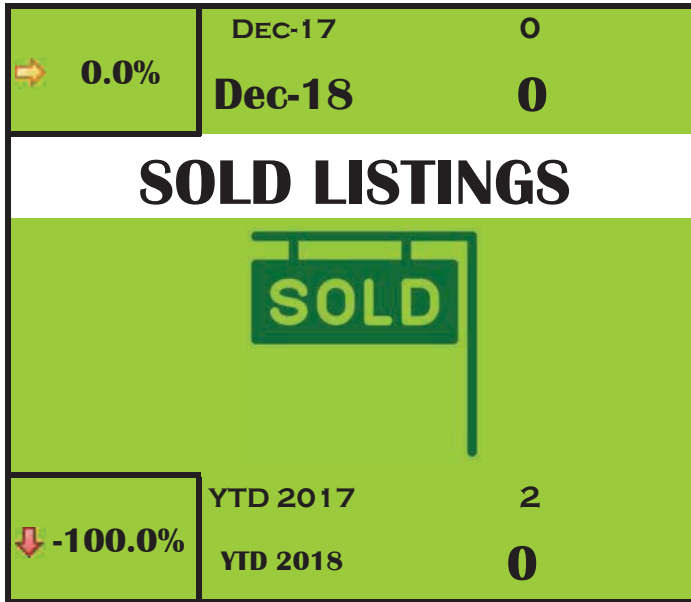 DEC-17 0
0.0%
Dec-18 0
SOLD LISTINGS
SOLD
YTD 2017 2
-100.0%
YTD 2018 0